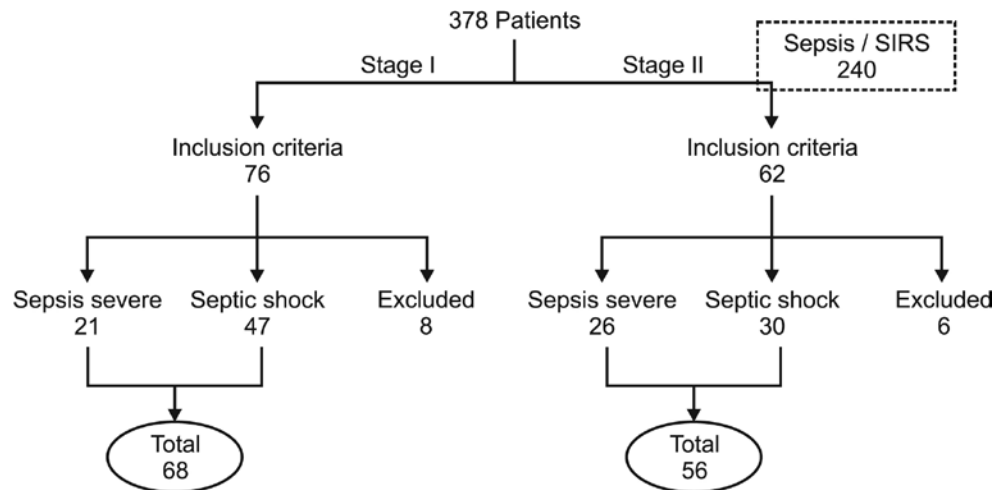 378 Patients
Sepsis / SIRS
240
Stage I
Stage II
Inclusion criteria
76
Inclusion criteria
62
Sepsis severe
21
Septic shock
47
Excluded
8
Sepsis severe
26
Septic shock
30
Excluded
6
Total
68
Total
56